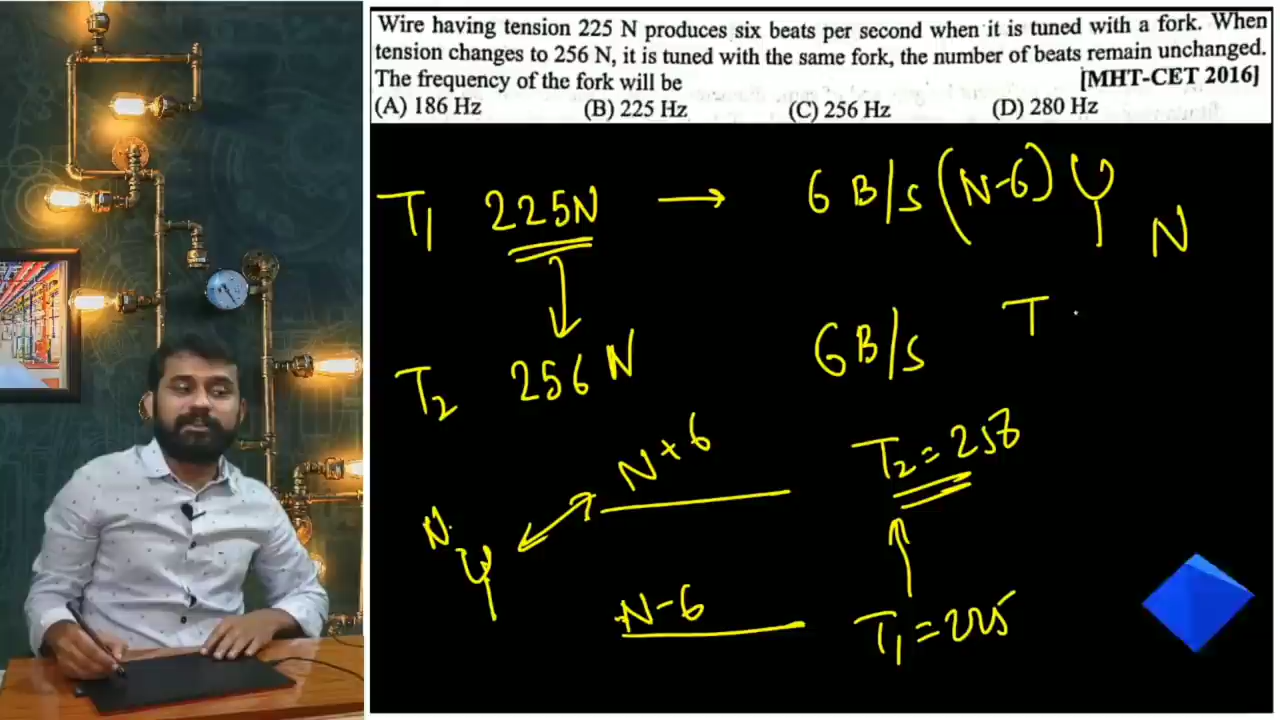 Wire having tension 225 N produces six beats per second when it is tuned with a fork. When
tension changes to 256 N, it is tuned with the same fork, the number of beats remain unchanged.
The frequency of the fork will be [MHT-CET 2016]
(A) 186 Hz (B) 225 Hz (C) 256 Hz (D) 280 Hz
T₁ 225N → 6 B/s (N-6)
N
T₂ 256 N 6B/s T
N+6 T₂ = 258
N
N-6 T₁ = 225